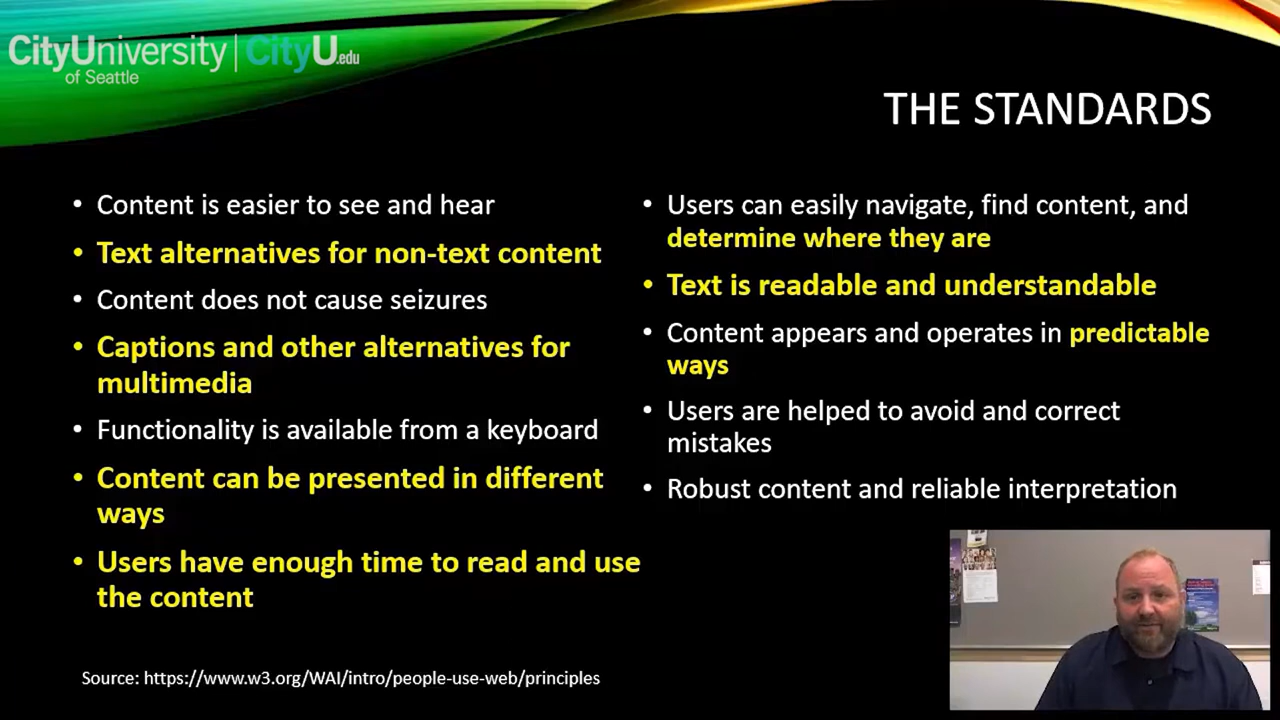 CityUniversity | CityU.edu
of Seattle
THE STANDARDS
• Content is easier to see and hear
• Text alternatives for non-text content
• Content does not cause seizures
• Captions and other alternatives for
multimedia
• Functionality is available from a keyboard
• Content can be presented in different
ways
• Users have enough time to read and use
the content
• Users can easily navigate, find content, and
determine where they are
• Text is readable and understandable
• Content appears and operates in predictable
ways
• Users are helped to avoid and correct
mistakes
• Robust content and reliable interpretation
Source: https://www.w3.org/WAI/intro/people-use-web/principles